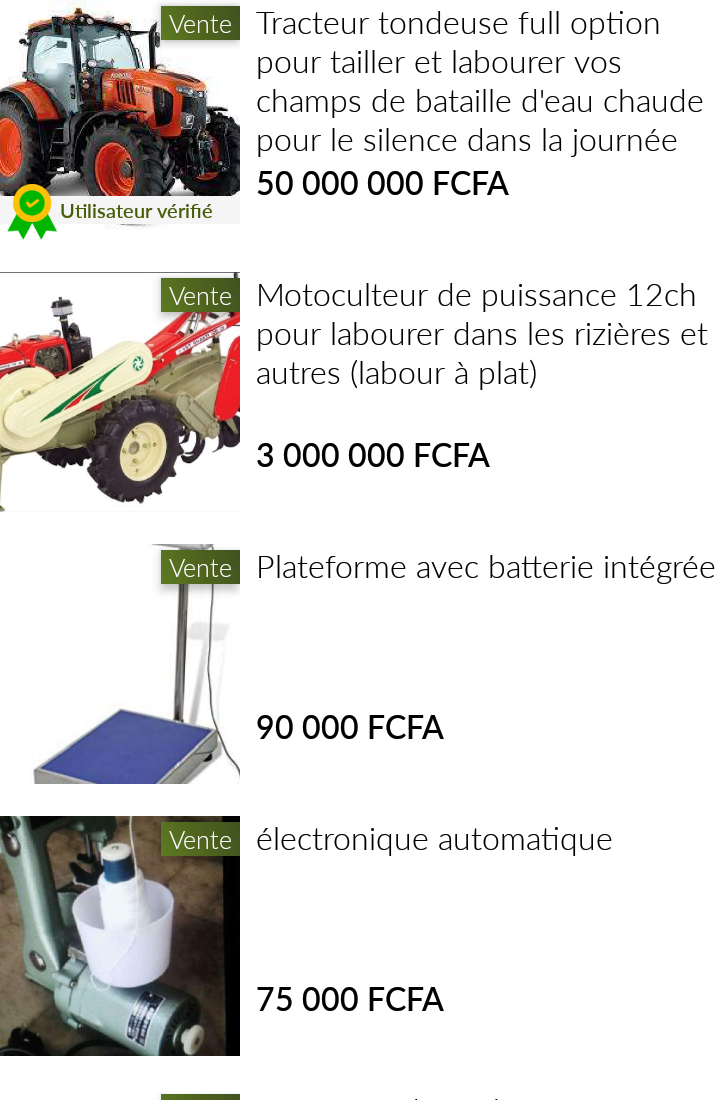 Vente
Tracteur tondeuse full option
pour tailler et labourer vos
champs de bataille d'eau chaude
pour le silence dans la journée
50 000 000 FCFA
Utilisateur vérifié
Vente
Motoculteur de puissance 12ch
pour labourer dans les rizières et
autres (labour à plat)
3 000 000 FCFA
Vente
Plateforme avec batterie intégrée
90 000 FCFA
Vente
électronique automatique
75 000 FCFA